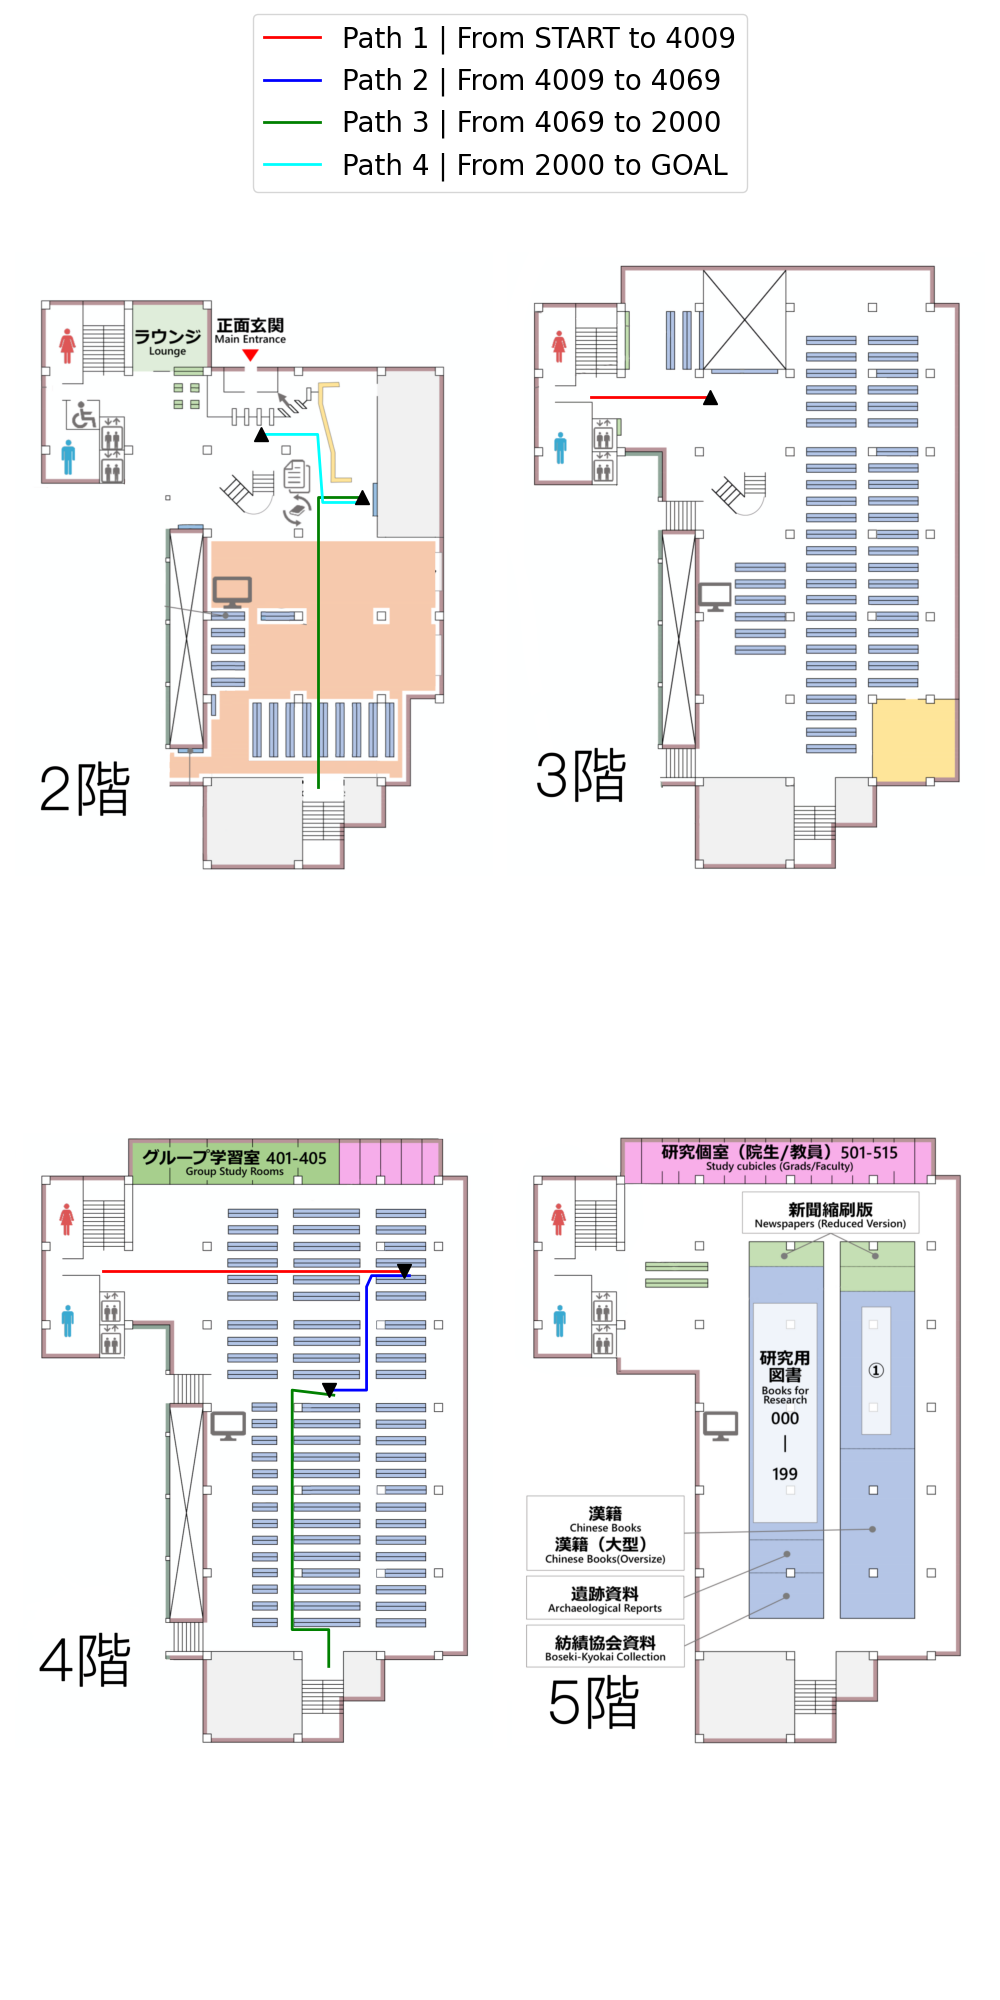 Path 1 | From START to 4009
Path 2 | From 4009 to 4069
Path 3 | From 4069 to 2000
Path 4 | From 2000 to GOAL
ラウンジ
Lounge
正面玄関
Main Entrance
2階
3階
グループ学習室 401-405
Group Study Rooms
4階
研究個室（院生/教員）501-515
Study cubicles (Grads/Faculty)
新聞縮刷版
Newspapers (Reduced Version)
研究用
図書
Books for
Research
000
|
199
①
漢籍
Chinese Books
漢籍（大型）
Chinese Books(Oversize)
遺跡資料
Archaeological Reports
紡績協会資料
Boseki-Kyokai Collection
5階